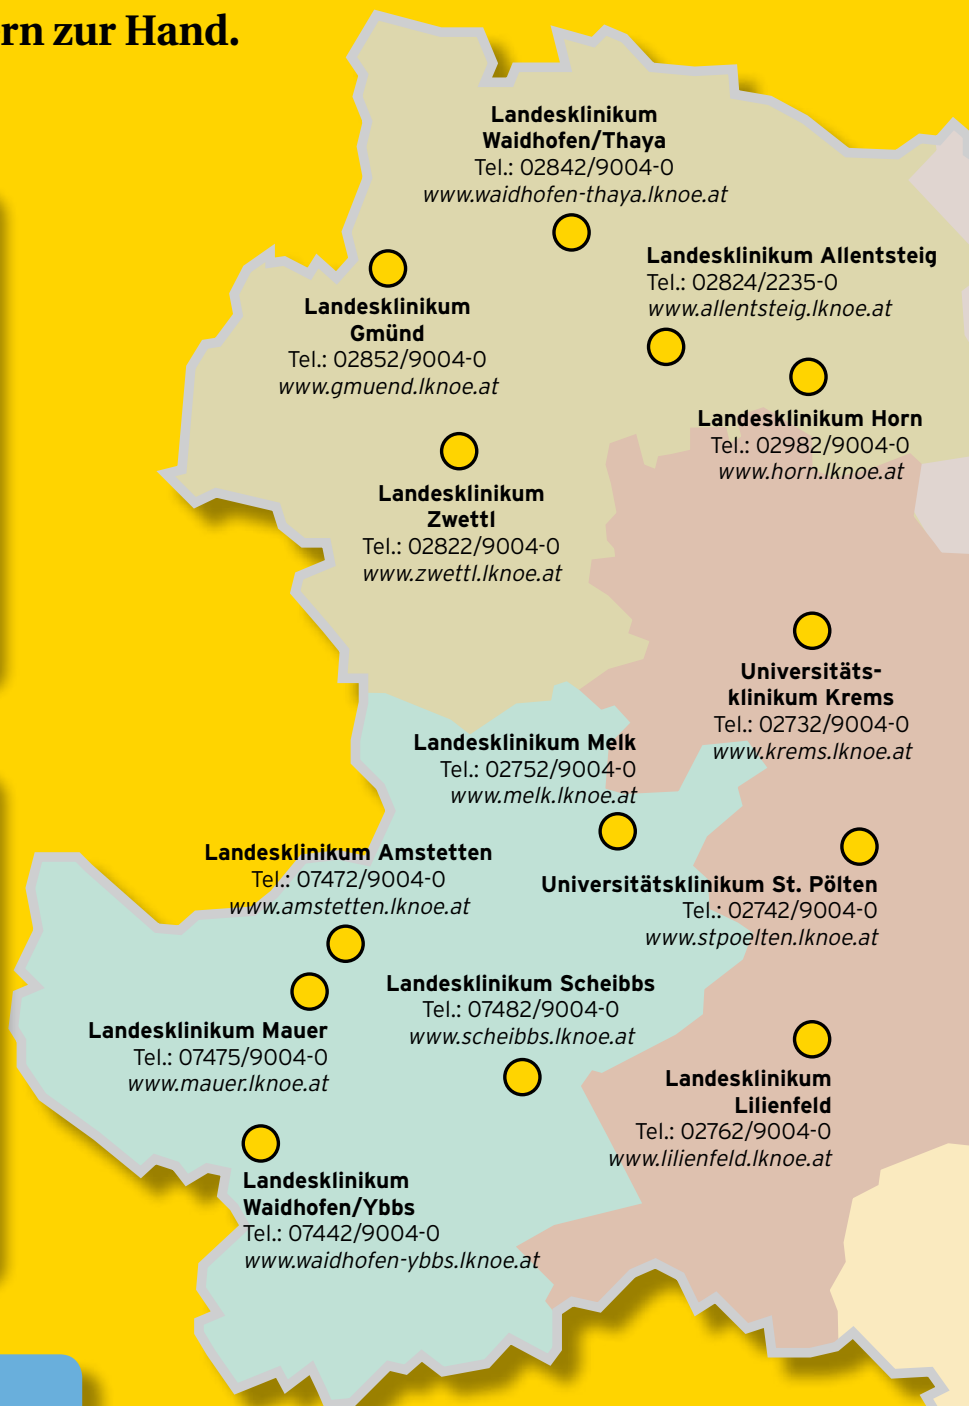 rn zur Hand.
Landesklinikum
Waidhofen/Thaya
Tel.: 02842/9004-0
www.waidhofen-thaya.lknoe.at
Landesklinikum Allentsteig
Tel.: 02824/2235-0
www.allentsteig.lknoe.at
Landesklinikum
Gmünd
Tel.: 02852/9004-0
www.gmuend.lknoe.at
Landesklinikum Horn
Tel.: 02982/9004-0
www.horn.lknoe.at
Landesklinikum
Zwettl
Tel.: 02822/9004-0
www.zwettl.lknoe.at
Universitäts-
klinikum Krems
Tel.: 02732/9004-0
www.krems.lknoe.at
Landesklinikum Melk
Tel.: 02752/9004-0
www.melk.lknoe.at
Landesklinikum Amstetten
Tel.: 07472/9004-0
www.amstetten.lknoe.at
Universitätsklinikum St. Pölten
Tel.: 02742/9004-0
www.stpoelten.lknoe.at
Landesklinikum Scheibbs
Tel.: 07482/9004-0
www.scheibbs.lknoe.at
Landesklinikum Mauer
Tel.: 07475/9004-0
www.mauer.lknoe.at
Landesklinikum
Lilienfeld
Tel.: 02762/9004-0
www.lilienfeld.lknoe.at
Landesklinikum
Waidhofen/Ybbs
Tel.: 07442/9004-0
www.waidhofen-ybbs.lknoe.at